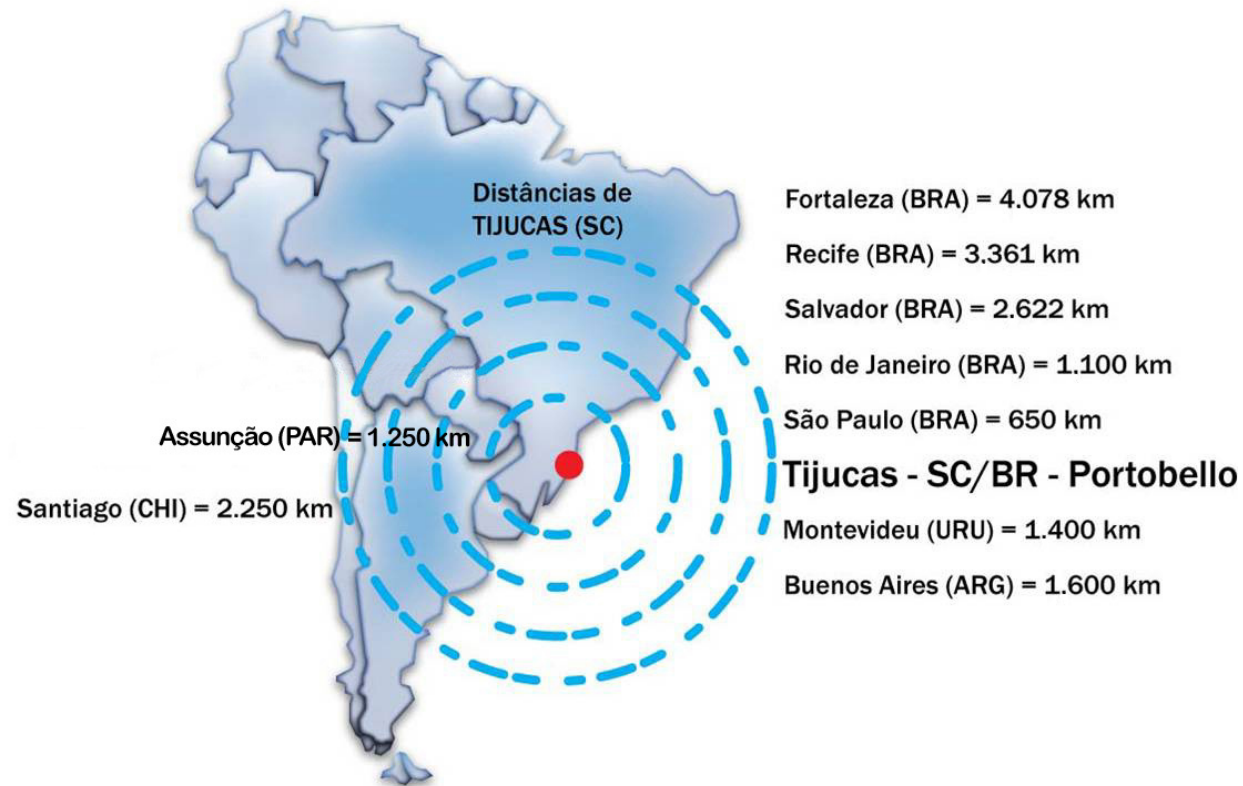 Distâncias de
TIJUCAS (SC)
Fortaleza (BRA) = 4.078 km
Recife (BRA) = 3.361 km
Salvador (BRA) = 2.622 km
Rio de Janeiro (BRA) = 1.100 km
São Paulo (BRA) = 650 km
Assunção (PAR) = 1.250 km
Tijucas - SC/BR - Portobello
Santiago (CHI) = 2.250 km
Montevideu (URU) = 1.400 km
Buenos Aires (ARG) = 1.600 km